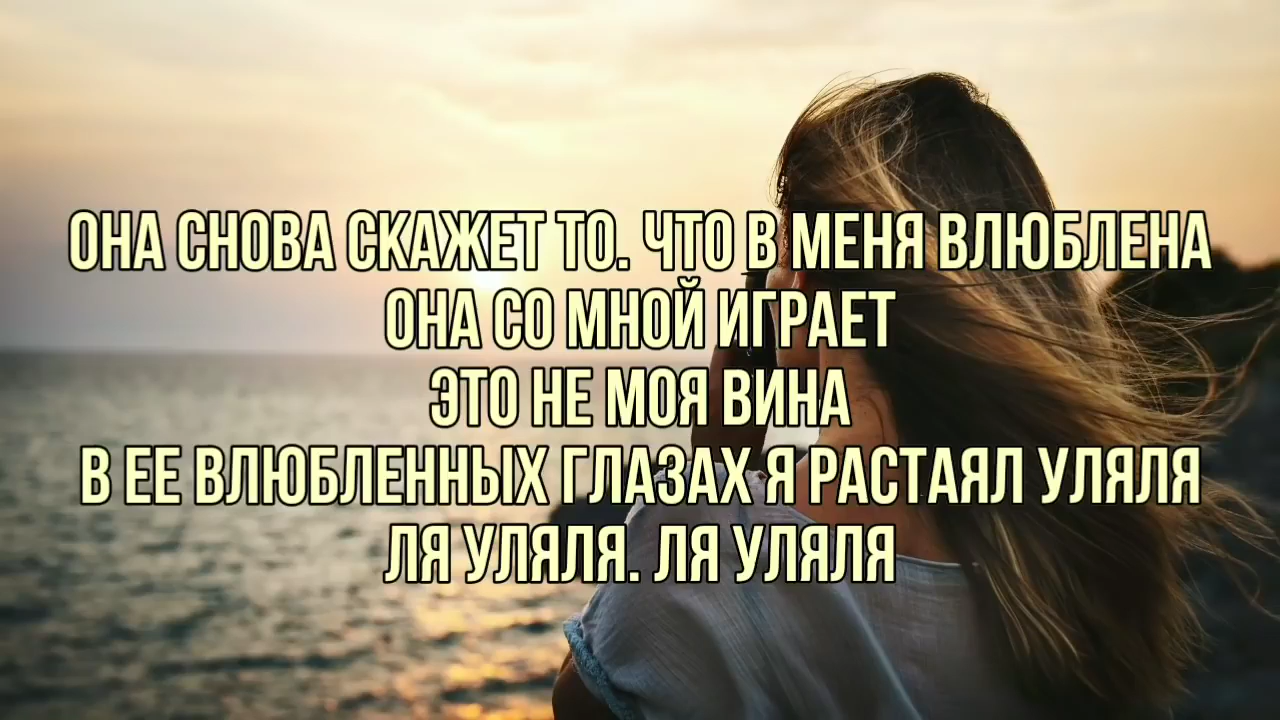 ОНА СНОВА СКАЖЕТ ТО. ЧТО В МЕНЯ ВЛЮБЛЕНА
ОНА СО МНОЙ ИГРАЕТ
ЭТО НЕ МОЯ ВИНА
В ЕЕ ВЛЮБЛЕННЫХ ГЛАЗАХ Я РАСТАЯЛ УЛЯЛЯ
ЛЯ УЛЯЛЯ. ЛЯ УЛЯЛЯ